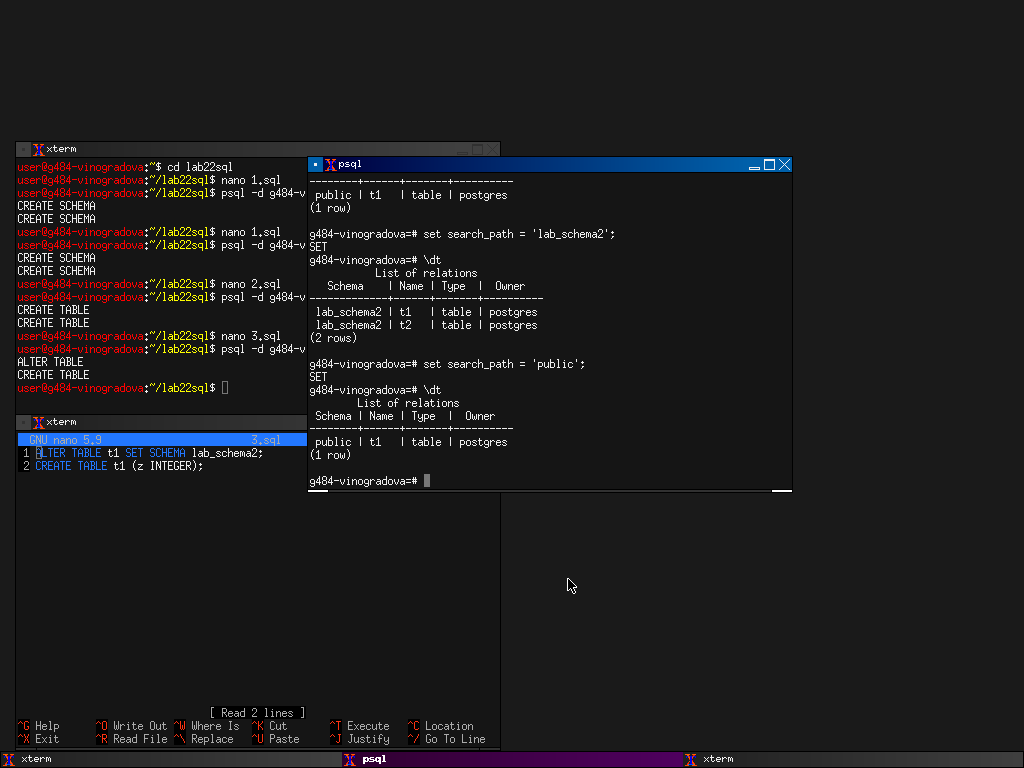 xterm
user@g484-vinogradova:~$ cd lab22sql
user@g484-vinogradova:~/lab22sql$ nano 1.sql
user@g484-vinogradova:~/lab22sql$ psql -d g484-v
CREATE SCHEMA
CREATE SCHEMA
user@g484-vinogradova:~/lab22sql$ nano 1.sql
user@g484-vinogradova:~/lab22sql$ psql -d g484-v
CREATE SCHEMA
CREATE SCHEMA
user@g484-vinogradova:~/lab22sql$ nano 2.sql
user@g484-vinogradova:~/lab22sql$ psql -d g484-v
CREATE TABLE
CREATE TABLE
user@g484-vinogradova:~/lab22sql$ nano 3.sql
user@g484-vinogradova:~/lab22sql$ psql -d g484-v
ALTER TABLE
CREATE TABLE
user@g484-vinogradova:~/lab22sql$
psql
--------+------+-------+----------
public | t1   | table | postgres
(1 row)
g484-vinogradova=# set search_path = 'lab_schema2';
SET
g484-vinogradova=# \dt
List of relations
Schema    | Name | Type  |  Owner
-------------+------+-------+----------
lab_schema2 | t1   | table | postgres
lab_schema2 | t2   | table | postgres
(2 rows)
g484-vinogradova=# set search_path = 'public';
SET
g484-vinogradova=# \dt
List of relations
Schema | Name | Type  |  Owner
--------+------+-------+----------
public | t1   | table | postgres
(1 row)
g484-vinogradova=#
xterm
GNU nano 5.9 3.sql
1 ALTER TABLE t1 SET SCHEMA lab_schema2;
2 CREATE TABLE t1 (z INTEGER);
[ Read 2 lines ]
^G Help ^O Write Out ^W Where Is ^K Cut ^T Execute ^C Location
^X Exit ^R Read File ^\ Replace ^U Paste ^J Justify ^/ Go To Line
xterm psql xterm